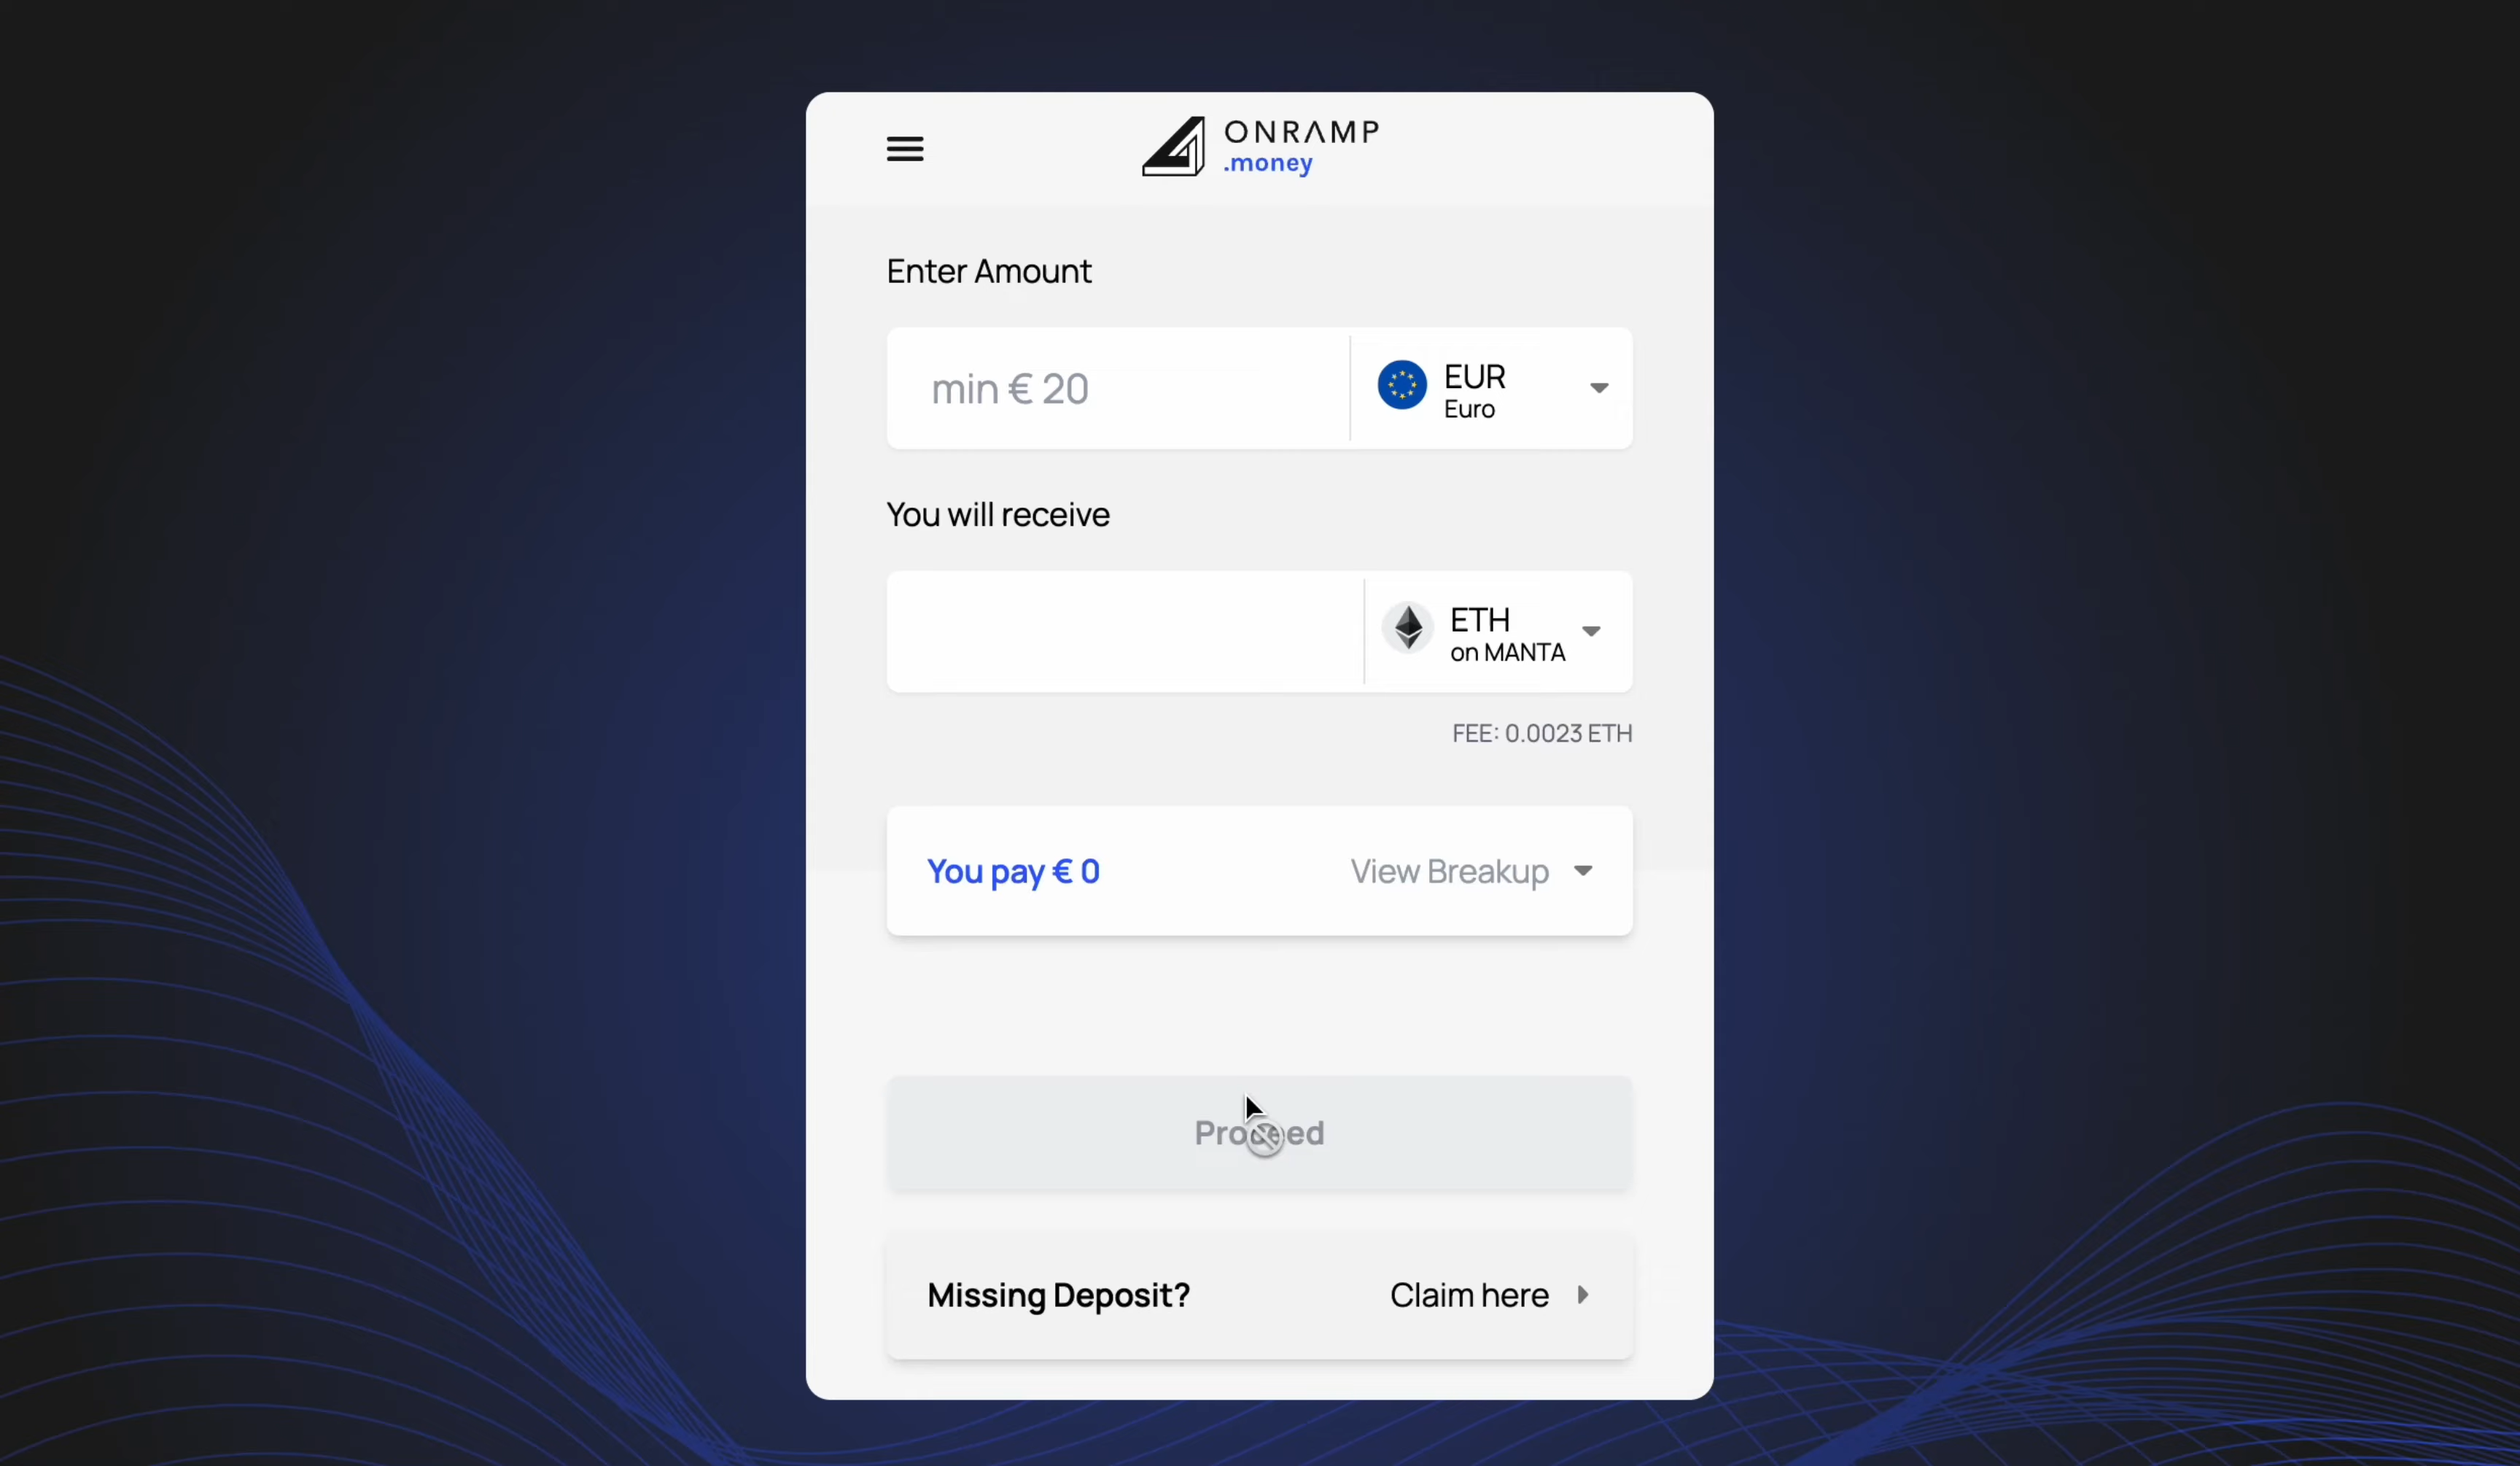 ONRAMP
.money
Enter Amount
min € 20
EUR
Euro
You will receive
ETH
on MANTA
FEE: 0.0023 ETH
You pay € 0
View Breakup
Proceed
Missing Deposit?
Claim here